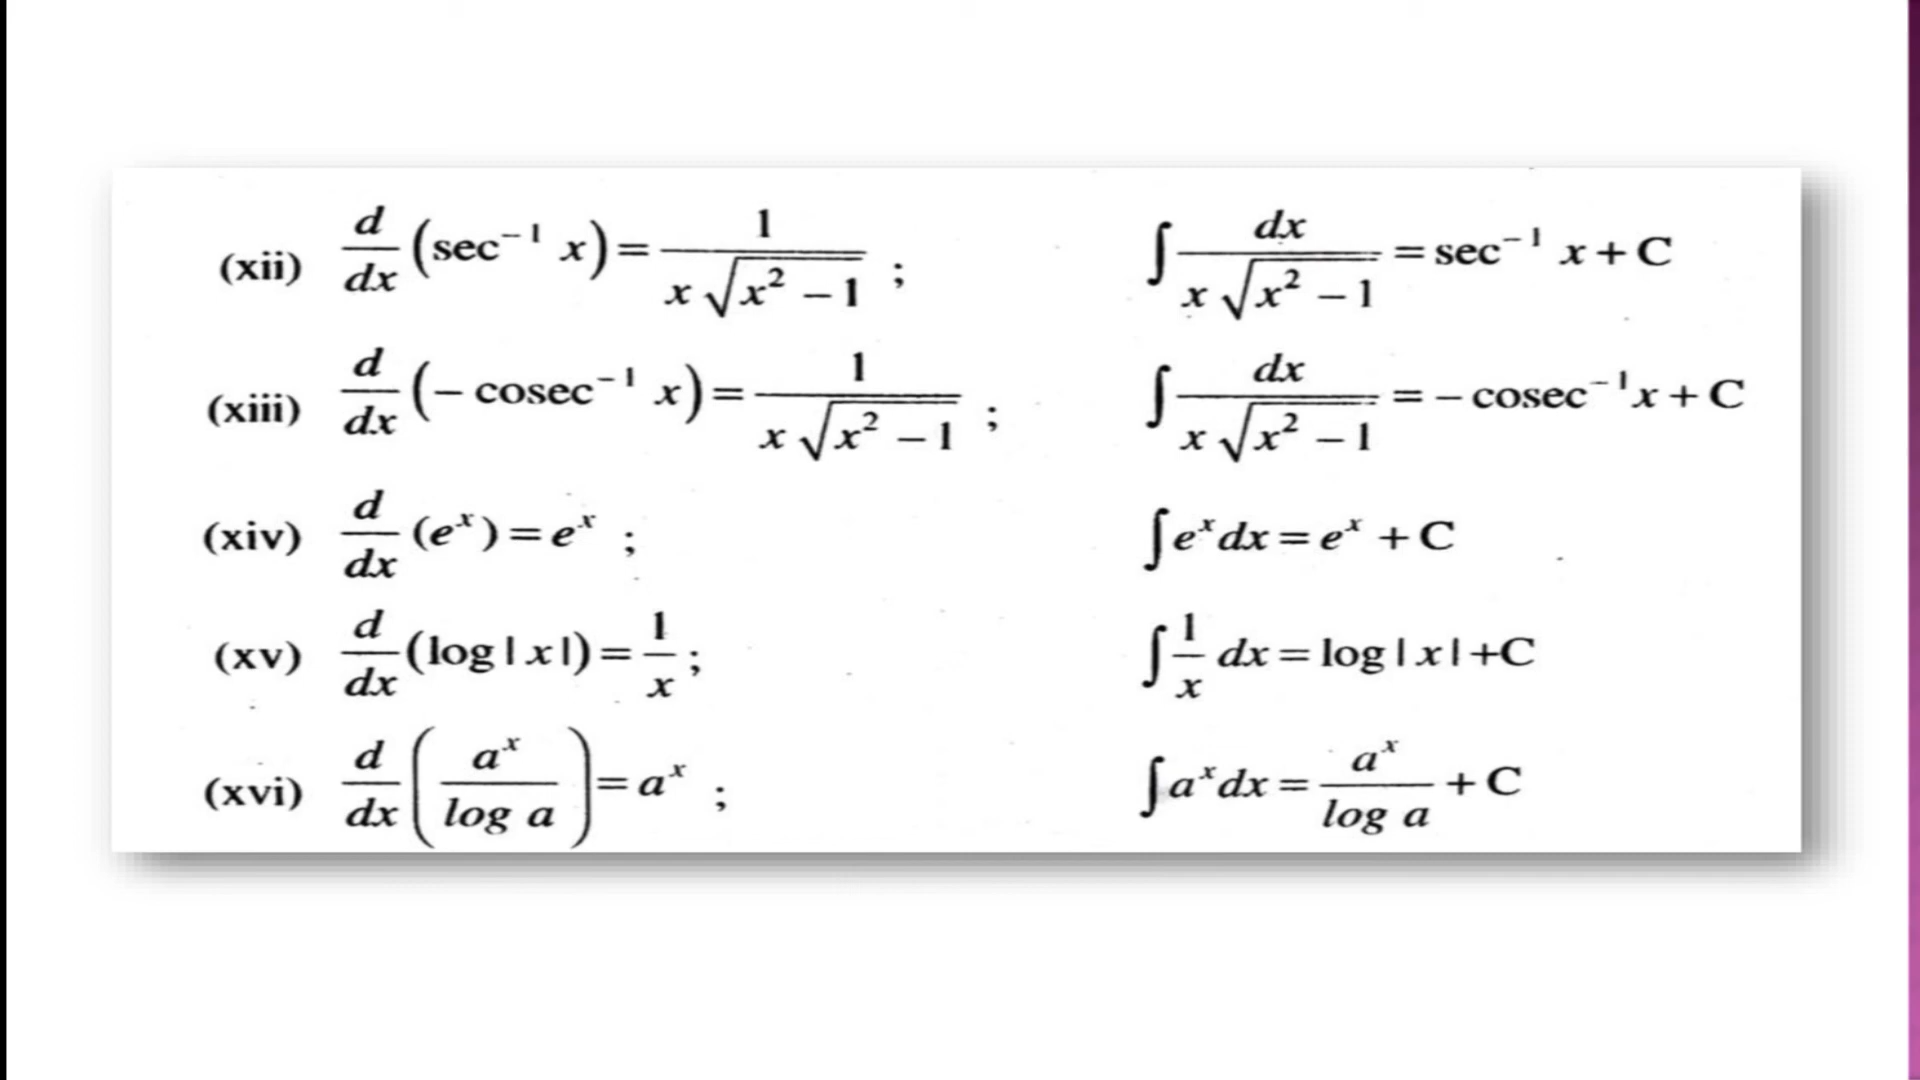 (xii) d/dx (sec⁻¹ x) = 1/(x √(x² – 1)) ; ∫ dx/(x √(x² – 1)) = sec⁻¹ x + C
(xiii) d/dx (– cosec⁻¹ x) = 1/(x √(x² – 1)) ; ∫ dx/(x √(x² – 1)) = – cosec⁻¹ x + C
(xiv) d/dx (eˣ) = eˣ ; ∫ eˣ dx = eˣ + C
(xv) d/dx (log | x |) = 1/x ; ∫ 1/x dx = log | x | + C
(xvi) d/dx (aˣ/log a) = aˣ ; ∫ aˣ dx = aˣ/log a + C